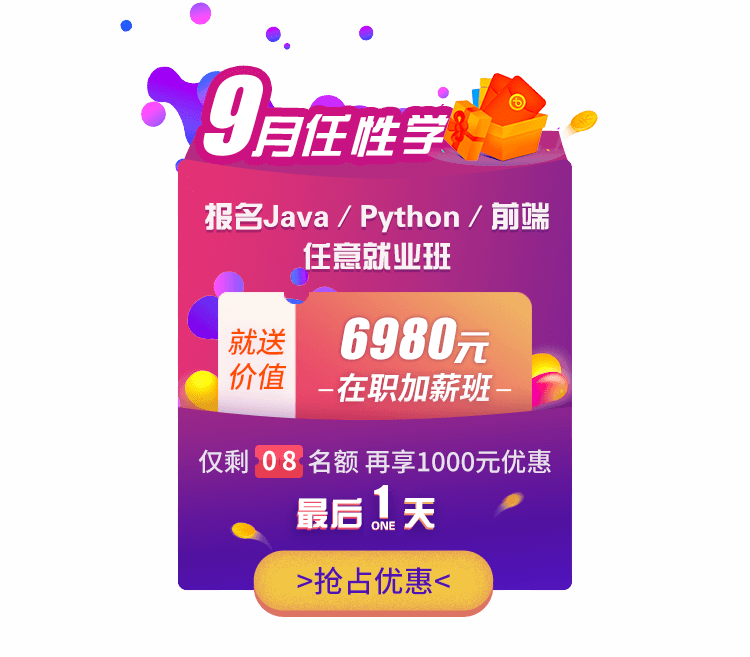 9月任性学
报名Java / Python / 前端
任意就业班
就送
价值
6980元
–在职加薪班–
仅剩 08 名额 再享1000元优惠
最后1天
ONE
>抢占优惠<